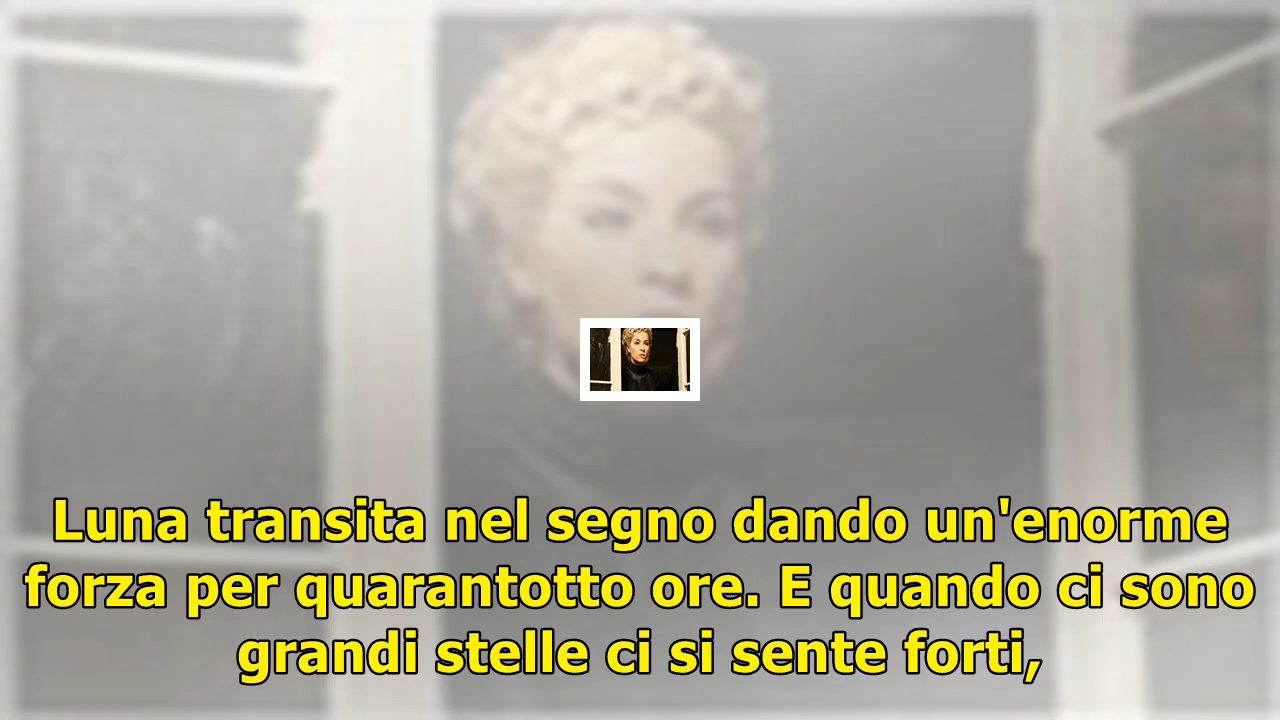 Luna transita nel segno dando un'enorme
forza per quarantotto ore. E quando ci sono
grandi stelle ci si sente forti,